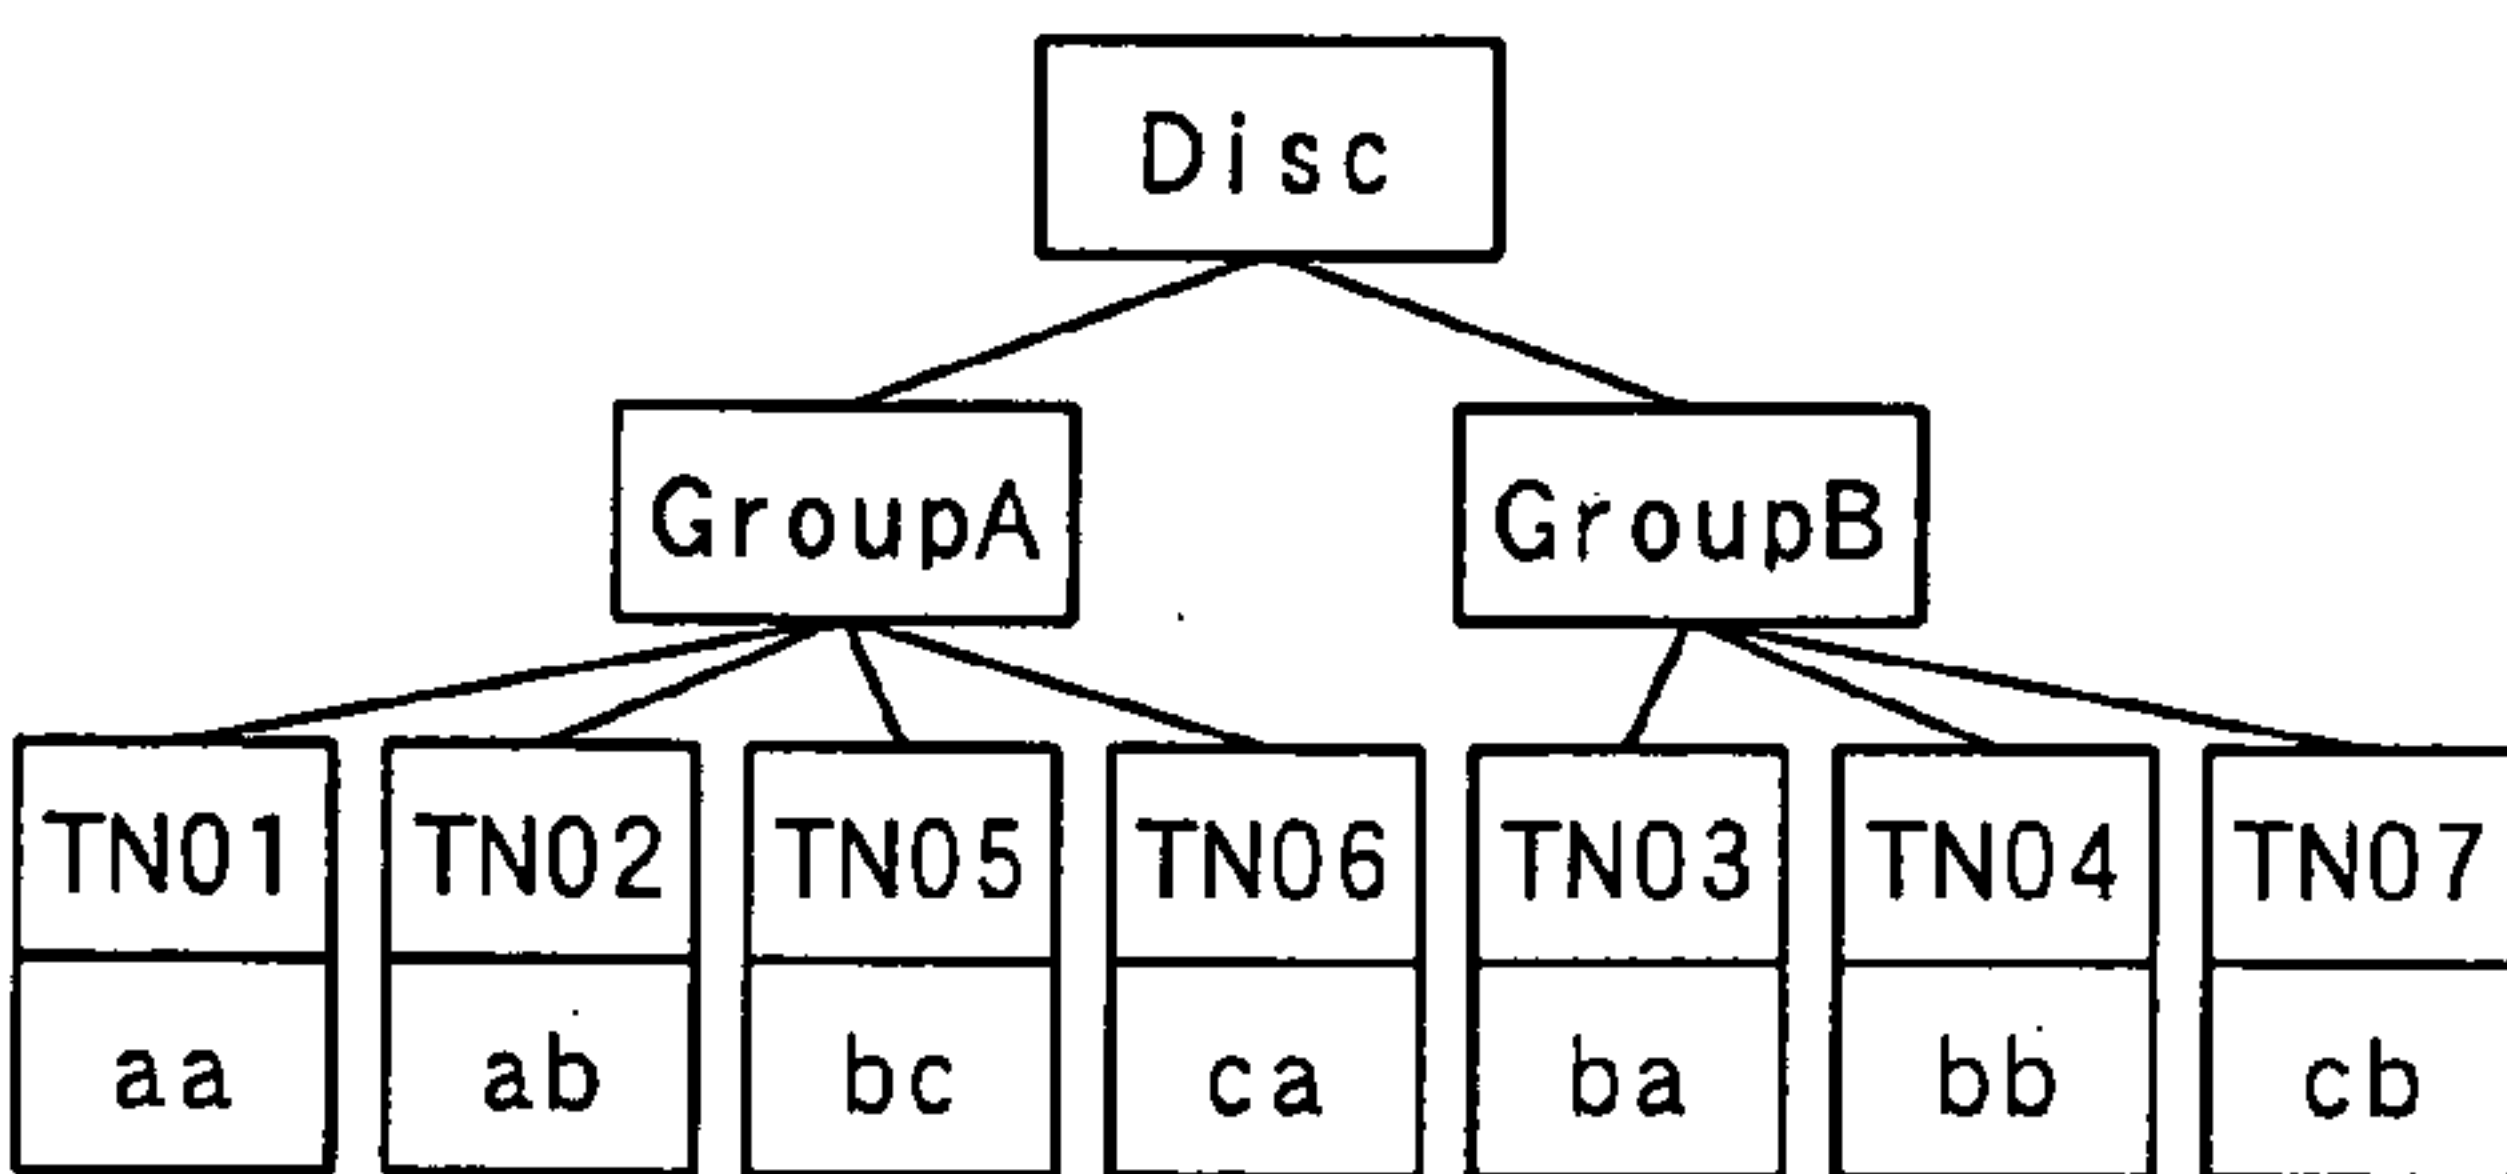 Disc
GroupA GroupB
TN01 TN02 TN05 TN06 TN03 TN04 TN07
aa ab bc ca ba bb cb